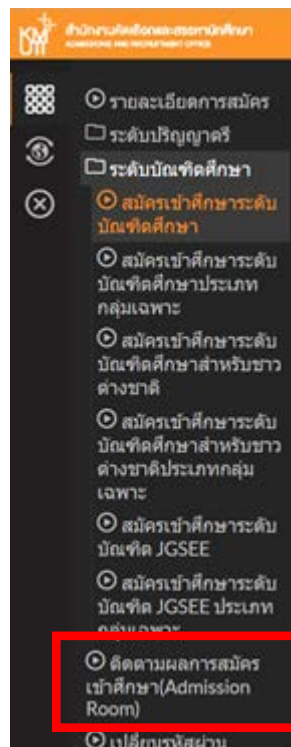 สำนักงานคัดเลือกและสรรหานักศึกษา
ADMISSIONS AND RECRUITMENT OFFICE
รายละเอียดการสมัคร
ระดับปริญญาตรี
ระดับบัณฑิตศึกษา
สมัครเข้าศึกษาระดับ
บัณฑิตศึกษา
สมัครเข้าศึกษาระดับ
บัณฑิตศึกษาประเภท
กลุ่มเฉพาะ
สมัครเข้าศึกษาระดับ
บัณฑิตศึกษาสำหรับชาว
ต่างชาติ
สมัครเข้าศึกษาระดับ
บัณฑิตศึกษาสำหรับชาว
ต่างชาติประเภทกลุ่ม
เฉพาะ
สมัครเข้าศึกษาระดับ
บัณฑิต JGSEE
สมัครเข้าศึกษาระดับ
บัณฑิต JGSEE ประเภท
กลุ่มเฉพาะ
ติดตามผลการสมัคร
เข้าศึกษา(Admission
Room)
เปลี่ยนรหัสผ่าน